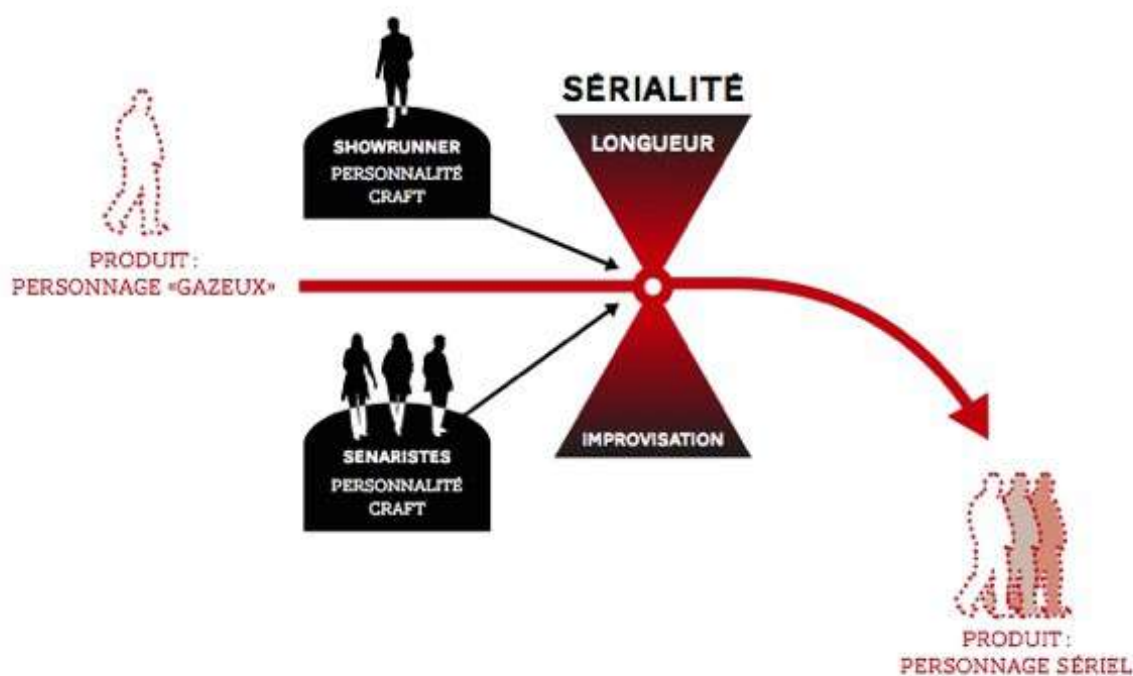 SÉRIALITÉ
LONGUEUR
SHOWRUNNER
PERSONNALITÉ
CRAFT
PRODUIT :
PERSONNAGE «GAZEUX»
SENARISTES
PERSONNALITÉ
CRAFT
IMPROVISATION
PRODUIT :
PERSONNAGE SÉRIEL